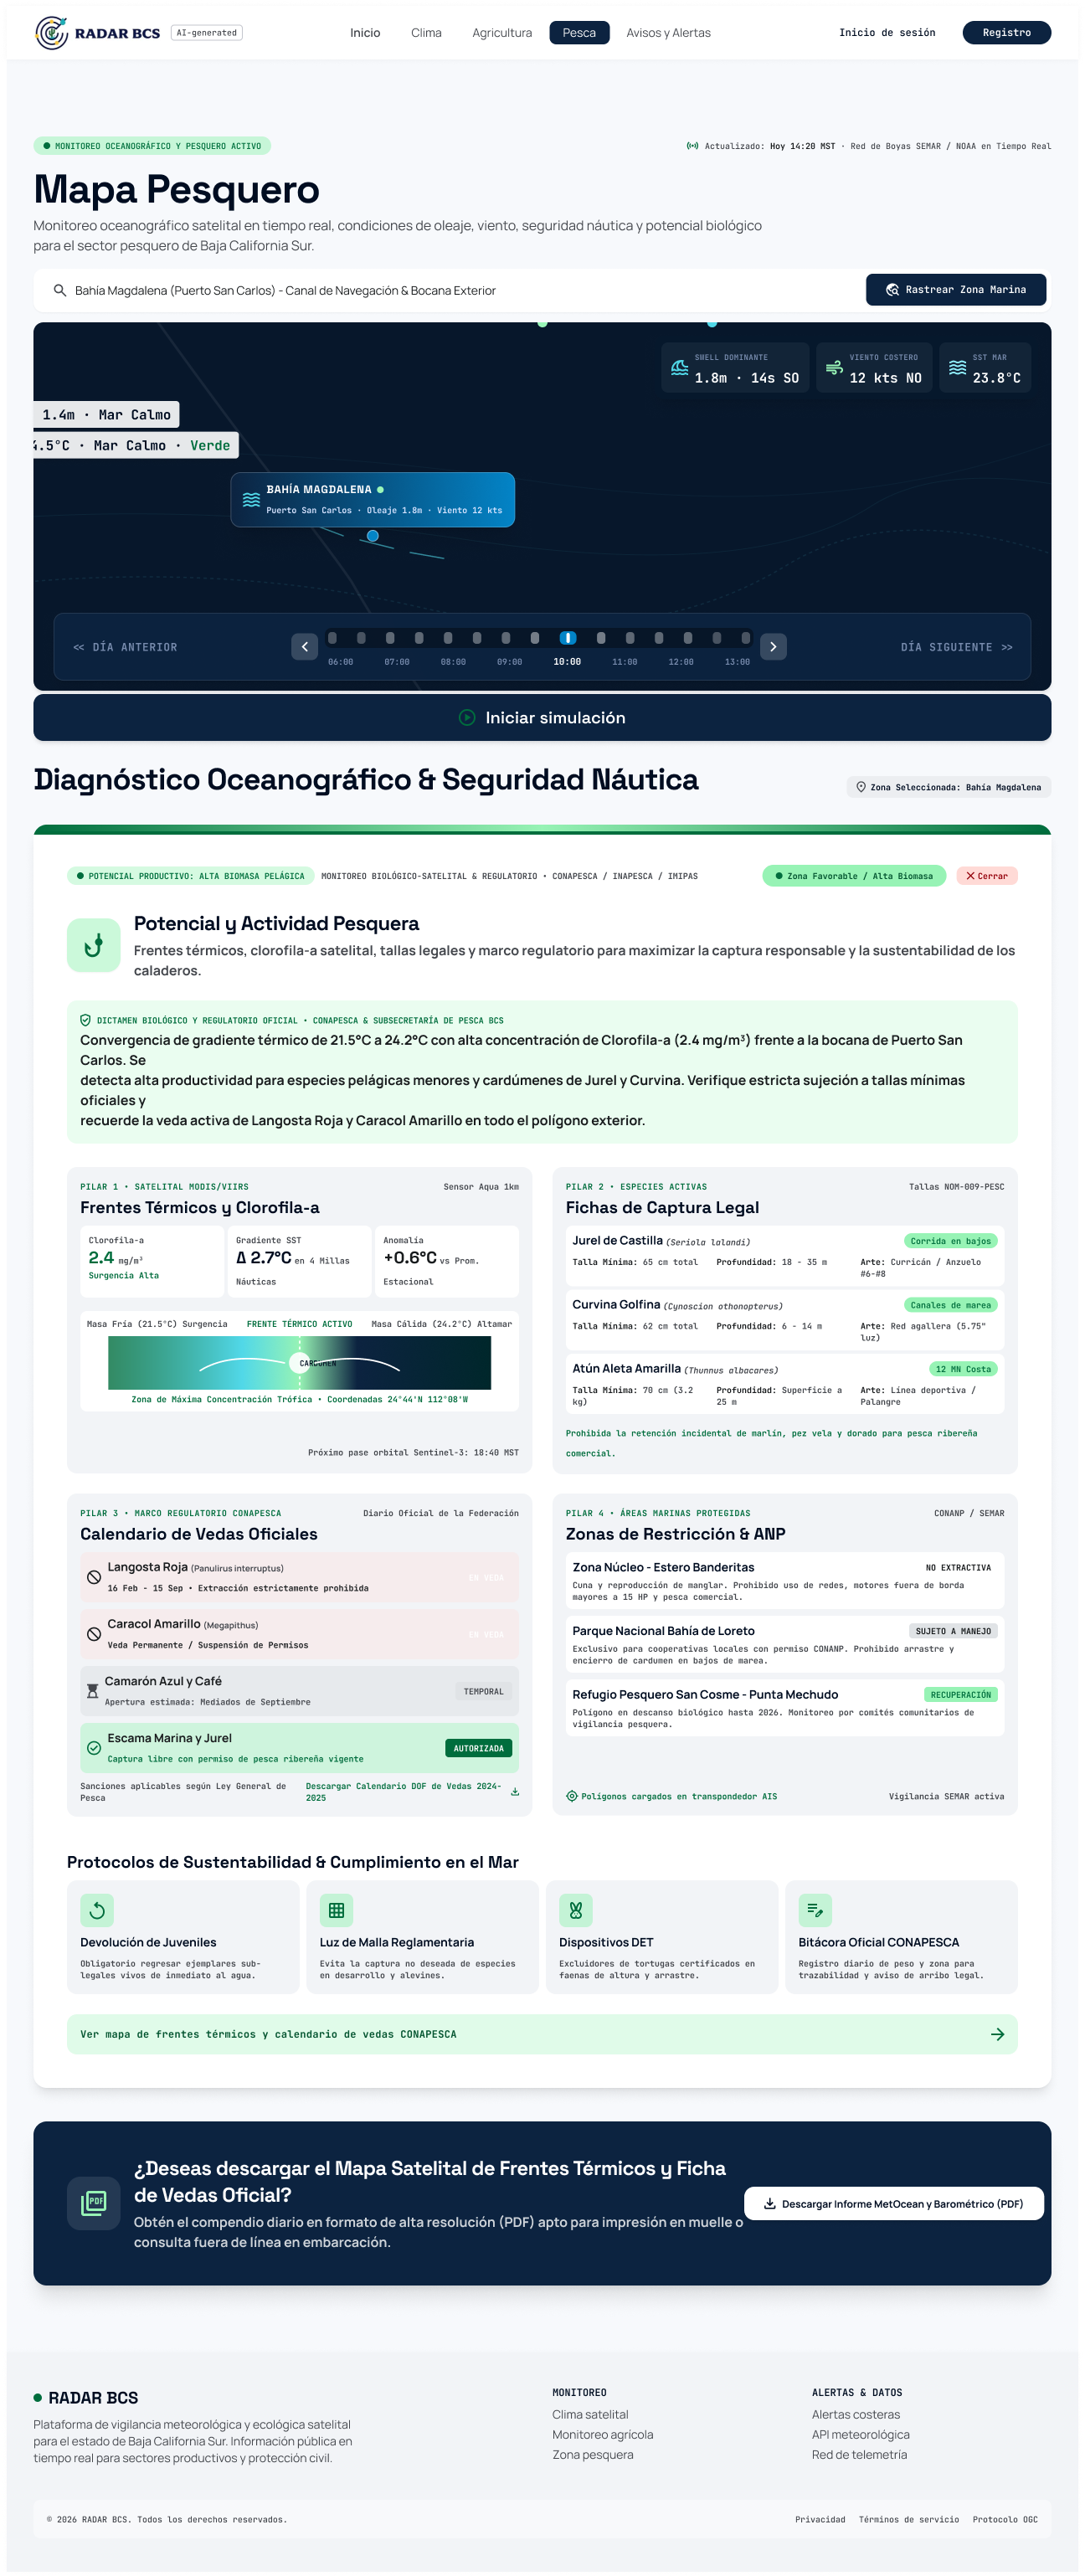 RADAR BCS
AI-generated
Inicio
Clima
Agricultura
Pesca
Avisos y Alertas
Inicio de sesión
Registro
MONITOREO OCEANOGRÁFICO Y PESQUERO ACTIVO
Actualizado: Hoy 14:20 MST · Red de Boyas SEMAR / NOAA en Tiempo Real
Mapa Pesquero
Monitoreo oceanográfico satelital en tiempo real, condiciones de oleaje, viento, seguridad náutica y potencial biológico
para el sector pesquero de Baja California Sur.
Bahía Magdalena (Puerto San Carlos) - Canal de Navegación & Bocana Exterior
Rastrear Zona Marina
SWELL DOMINANTE
1.8m · 14s SO
VIENTO COSTERO
12 kts NO
SST MAR
23.8°C
1.4m · Mar Calmo
4.5°C · Mar Calmo · Verde
BAHÍA MAGDALENA
Puerto San Carlos · Oleaje 1.8m · Viento 12 kts
<< DÍA ANTERIOR
06:00 07:00 08:00 09:00 10:00 11:00 12:00 13:00
DÍA SIGUIENTE >>
Iniciar simulación
Diagnóstico Oceanográfico & Seguridad Náutica
Zona Seleccionada: Bahía Magdalena
POTENCIAL PRODUCTIVO: ALTA BIOMASA PELÁGICA
MONITOREO BIOLÓGICO-SATELITAL & REGULATORIO • CONAPESCA / INAPESCA / IMIPAS
Zona Favorable / Alta Biomasa
Cerrar
Potencial y Actividad Pesquera
Frentes térmicos, clorofila-a satelital, tallas legales y marco regulatorio para maximizar la captura responsable y la sustentabilidad de los
caladeros.
DICTAMEN BIOLÓGICO Y REGULATORIO OFICIAL • CONAPESCA & SUBSECRETARÍA DE PESCA BCS
Convergencia de gradiente térmico de 21.5°C a 24.2°C con alta concentración de Clorofila-a (2.4 mg/m³) frente a la bocana de Puerto San
Carlos. Se
detecta alta productividad para especies pelágicas menores y cardúmenes de Jurel y Curvina. Verifique estricta sujeción a tallas mínimas
oficiales y
recuerde la veda activa de Langosta Roja y Caracol Amarillo en todo el polígono exterior.
PILAR 1 • SATELITAL MODIS/VIIRS
Sensor Aqua 1km
Frentes Térmicos y Clorofila-a
Clorofila-a
2.4 mg/m³
Surgencia Alta
Gradiente SST
Δ 2.7°C en 4 Millas
Náuticas
Anomalía
+0.6°C vs Prom.
Estacional
Masa Fría (21.5°C) Surgencia
FRENTE TÉRMICO ACTIVO
Masa Cálida (24.2°C) Altamar
CARDUMEN
Zona de Máxima Concentración Trófica • Coordenadas 24°44'N 112°08'W
Próximo pase orbital Sentinel-3: 18:40 MST
PILAR 2 • ESPECIES ACTIVAS
Tallas NOM-009-PESC
Fichas de Captura Legal
Jurel de Castilla (Seriola lalandi)
Corrida en bajos
Talla Mínima: 65 cm total
Profundidad: 18 - 35 m
Arte: Curricán / Anzuelo
#6-#8
Curvina Golfina (Cynoscion othonopterus)
Canales de marea
Talla Mínima: 62 cm total
Profundidad: 6 - 14 m
Arte: Red agallera (5.75"
luz)
Atún Aleta Amarilla (Thunnus albacares)
12 MN Costa
Talla Mínima: 70 cm (3.2
kg)
Profundidad: Superficie a
25 m
Arte: Línea deportiva /
Palangre
Prohibida la retención incidental de marlín, pez vela y dorado para pesca ribereña
comercial.
PILAR 3 • MARCO REGULATORIO CONAPESCA
Diario Oficial de la Federación
Calendario de Vedas Oficiales
Langosta Roja (Panulirus interruptus)
16 Feb - 15 Sep • Extracción estrictamente prohibida
EN VEDA
Caracol Amarillo (Megapithus)
Veda Permanente / Suspensión de Permisos
EN VEDA
Camarón Azul y Café
Apertura estimada: Mediados de Septiembre
TEMPORAL
Escama Marina y Jurel
Captura libre con permiso de pesca ribereña vigente
AUTORIZADA
Sanciones aplicables según Ley General de
Pesca
Descargar Calendario DOF de Vedas 2024-
2025
PILAR 4 • ÁREAS MARINAS PROTEGIDAS
CONANP / SEMAR
Zonas de Restricción & ANP
Zona Núcleo - Estero Banderitas
NO EXTRACTIVA
Cuna y reproducción de manglar. Prohibido uso de redes, motores fuera de borda
mayores a 15 HP y pesca comercial.
Parque Nacional Bahía de Loreto
SUJETO A MANEJO
Exclusivo para cooperativas locales con permiso CONANP. Prohibido arrastre y
encierro de cardumen en bajos de marea.
Refugio Pesquero San Cosme - Punta Mechudo
RECUPERACIÓN
Polígono en descanso biológico hasta 2026. Monitoreo por comités comunitarios de
vigilancia pesquera.
Polígonos cargados en transpondedor AIS
Vigilancia SEMAR activa
Protocolos de Sustentabilidad & Cumplimiento en el Mar
Devolución de Juveniles
Obligatorio regresar ejemplares sub-
legales vivos de inmediato al agua.
Luz de Malla Reglamentaria
Evita la captura no deseada de especies
en desarrollo y alevines.
Dispositivos DET
Excluidores de tortugas certificados en
faenas de altura y arrastre.
Bitácora Oficial CONAPESCA
Registro diario de peso y zona para
trazabilidad y aviso de arribo legal.
Ver mapa de frentes térmicos y calendario de vedas CONAPESCA
PDF
¿Deseas descargar el Mapa Satelital de Frentes Térmicos y Ficha
de Vedas Oficial?
Obtén el compendio diario en formato de alta resolución (PDF) apto para impresión en muelle o
consulta fuera de línea en embarcación.
Descargar Informe MetOcean y Barométrico (PDF)
RADAR BCS
Plataforma de vigilancia meteorológica y ecológica satelital
para el estado de Baja California Sur. Información pública en
tiempo real para sectores productivos y protección civil.
MONITOREO
Clima satelital
Monitoreo agrícola
Zona pesquera
ALERTAS & DATOS
Alertas costeras
API meteorológica
Red de telemetría
© 2026 RADAR BCS. Todos los derechos reservados.
Privacidad
Términos de servicio
Protocolo OGC